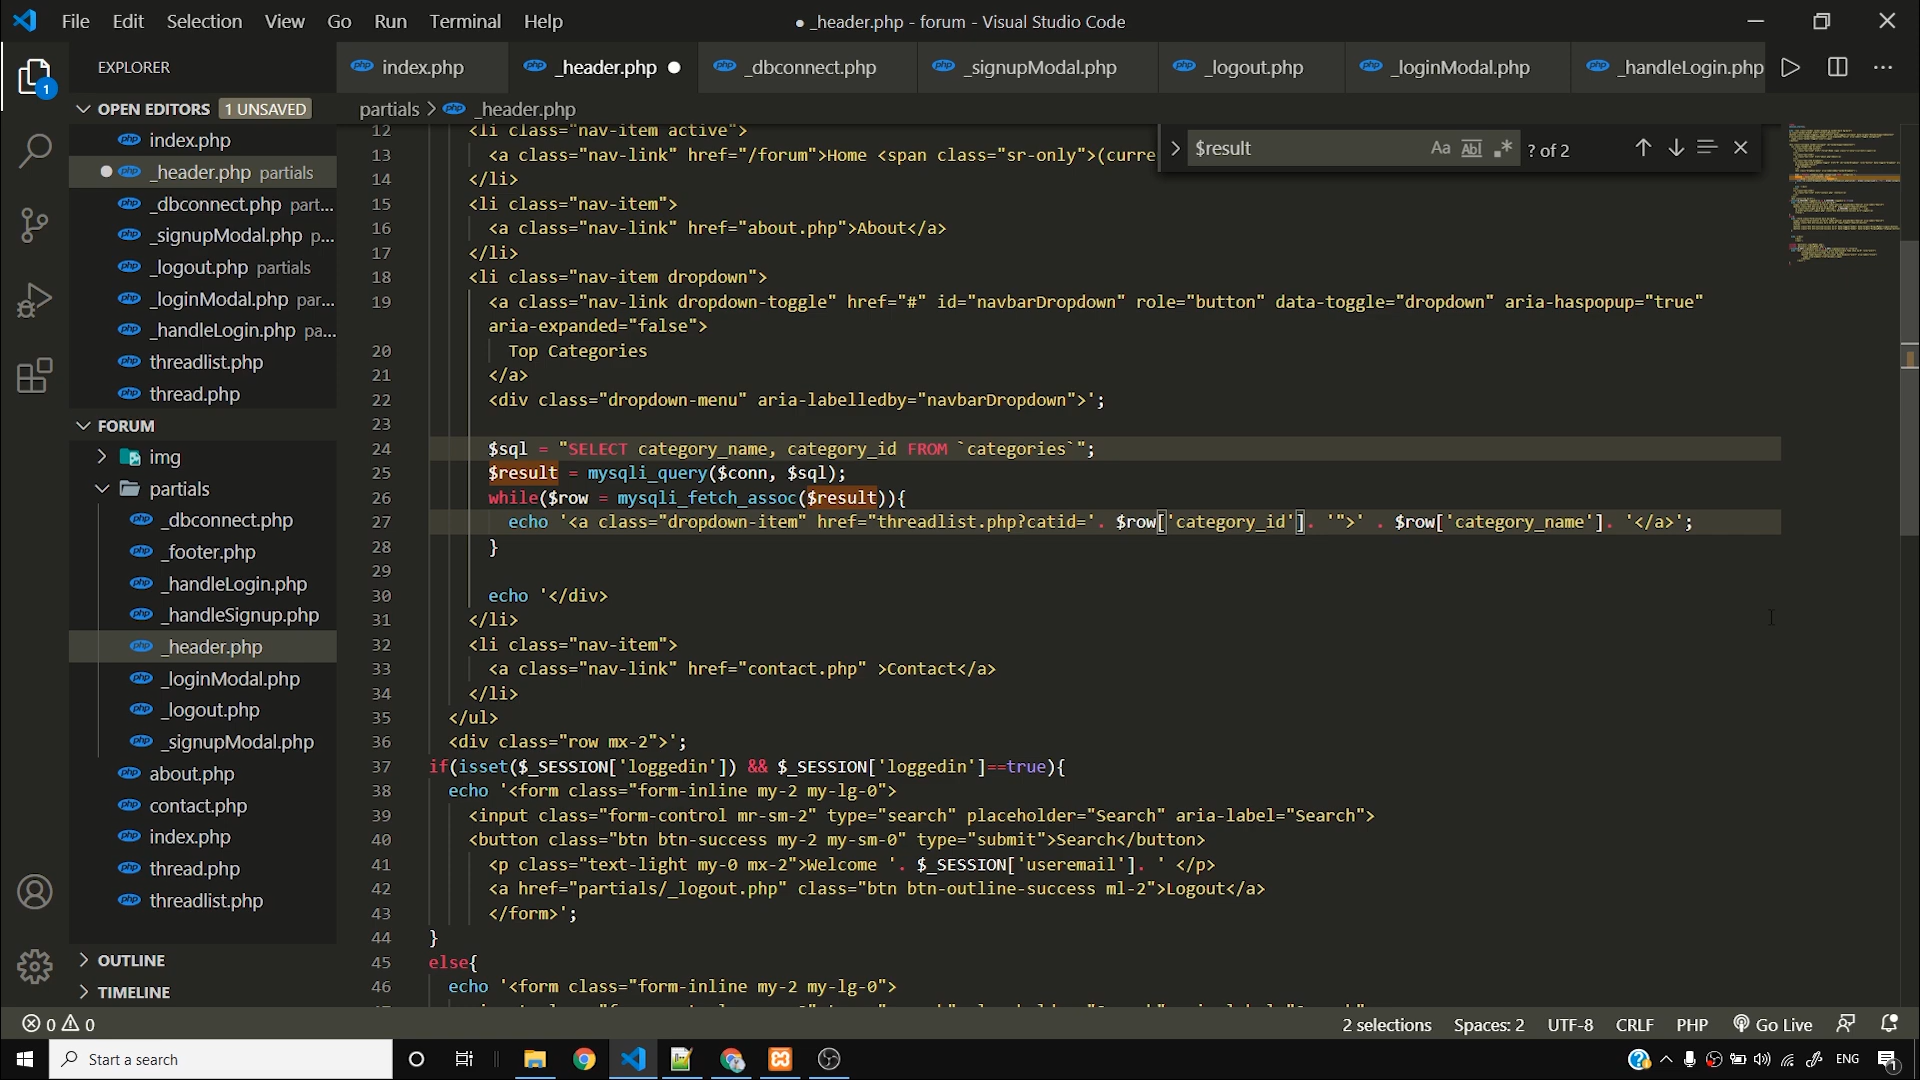 File Edit Selection View Go Run Terminal Help
● _header.php - forum - Visual Studio Code
EXPLORER
index.php
_header.php
_dbconnect.php
_signupModal.php
_logout.php
_loginModal.php
_handleLogin.php
OPEN EDITORS 1 UNSAVED
index.php
_header.php partials
_dbconnect.php part...
_signupModal.php p...
_logout.php partials
_loginModal.php par...
_handleLogin.php pa...
threadlist.php
thread.php
FORUM
img
partials
_dbconnect.php
_footer.php
_handleLogin.php
_handleSignup.php
_header.php
_loginModal.php
_logout.php
_signupModal.php
about.php
contact.php
index.php
thread.php
threadlist.php
OUTLINE
TIMELINE
partials > _header.php
$result Aa Abl .* ? of 2
12 <li class="nav-item active">
13 <a class="nav-link" href="/forum">Home <span class="sr-only">(curre
14 </li>
15 <li class="nav-item">
16 <a class="nav-link" href="about.php">About</a>
17 </li>
18 <li class="nav-item dropdown">
19 <a class="nav-link dropdown-toggle" href="#" id="navbarDropdown" role="button" data-toggle="dropdown" aria-haspopup="true"
aria-expanded="false">
20 Top Categories
21 </a>
22 <div class="dropdown-menu" aria-labelledby="navbarDropdown">';
23
24 $sql = "SELECT category_name, category_id FROM `categories`";
25 $result = mysqli_query($conn, $sql);
26 while($row = mysqli_fetch_assoc($result)){
27 echo '<a class="dropdown-item" href="threadlist.php?catid='. $row['category_id']. '">' . $row['category_name']. '</a>';
28 }
29
30 echo '</div>
31 </li>
32 <li class="nav-item">
33 <a class="nav-link" href="contact.php" >Contact</a>
34 </li>
35 </ul>
36 <div class="row mx-2">';
37 if(isset($_SESSION['loggedin']) && $_SESSION['loggedin']==true){
38 echo '<form class="form-inline my-2 my-lg-0">
39 <input class="form-control mr-sm-2" type="search" placeholder="Search" aria-label="Search">
40 <button class="btn btn-success my-2 my-sm-0" type="submit">Search</button>
41 <p class="text-light my-0 mx-2">Welcome '. $_SESSION['useremail']. ' </p>
42 <a href="partials/_logout.php" class="btn btn-outline-success ml-2">Logout</a>
43 </form>';
44 }
45 else{
46 echo '<form class="form-inline my-2 my-lg-0">
0 0 2 selections Spaces: 2 UTF-8 CRLF PHP Go Live
Start a search
ENG